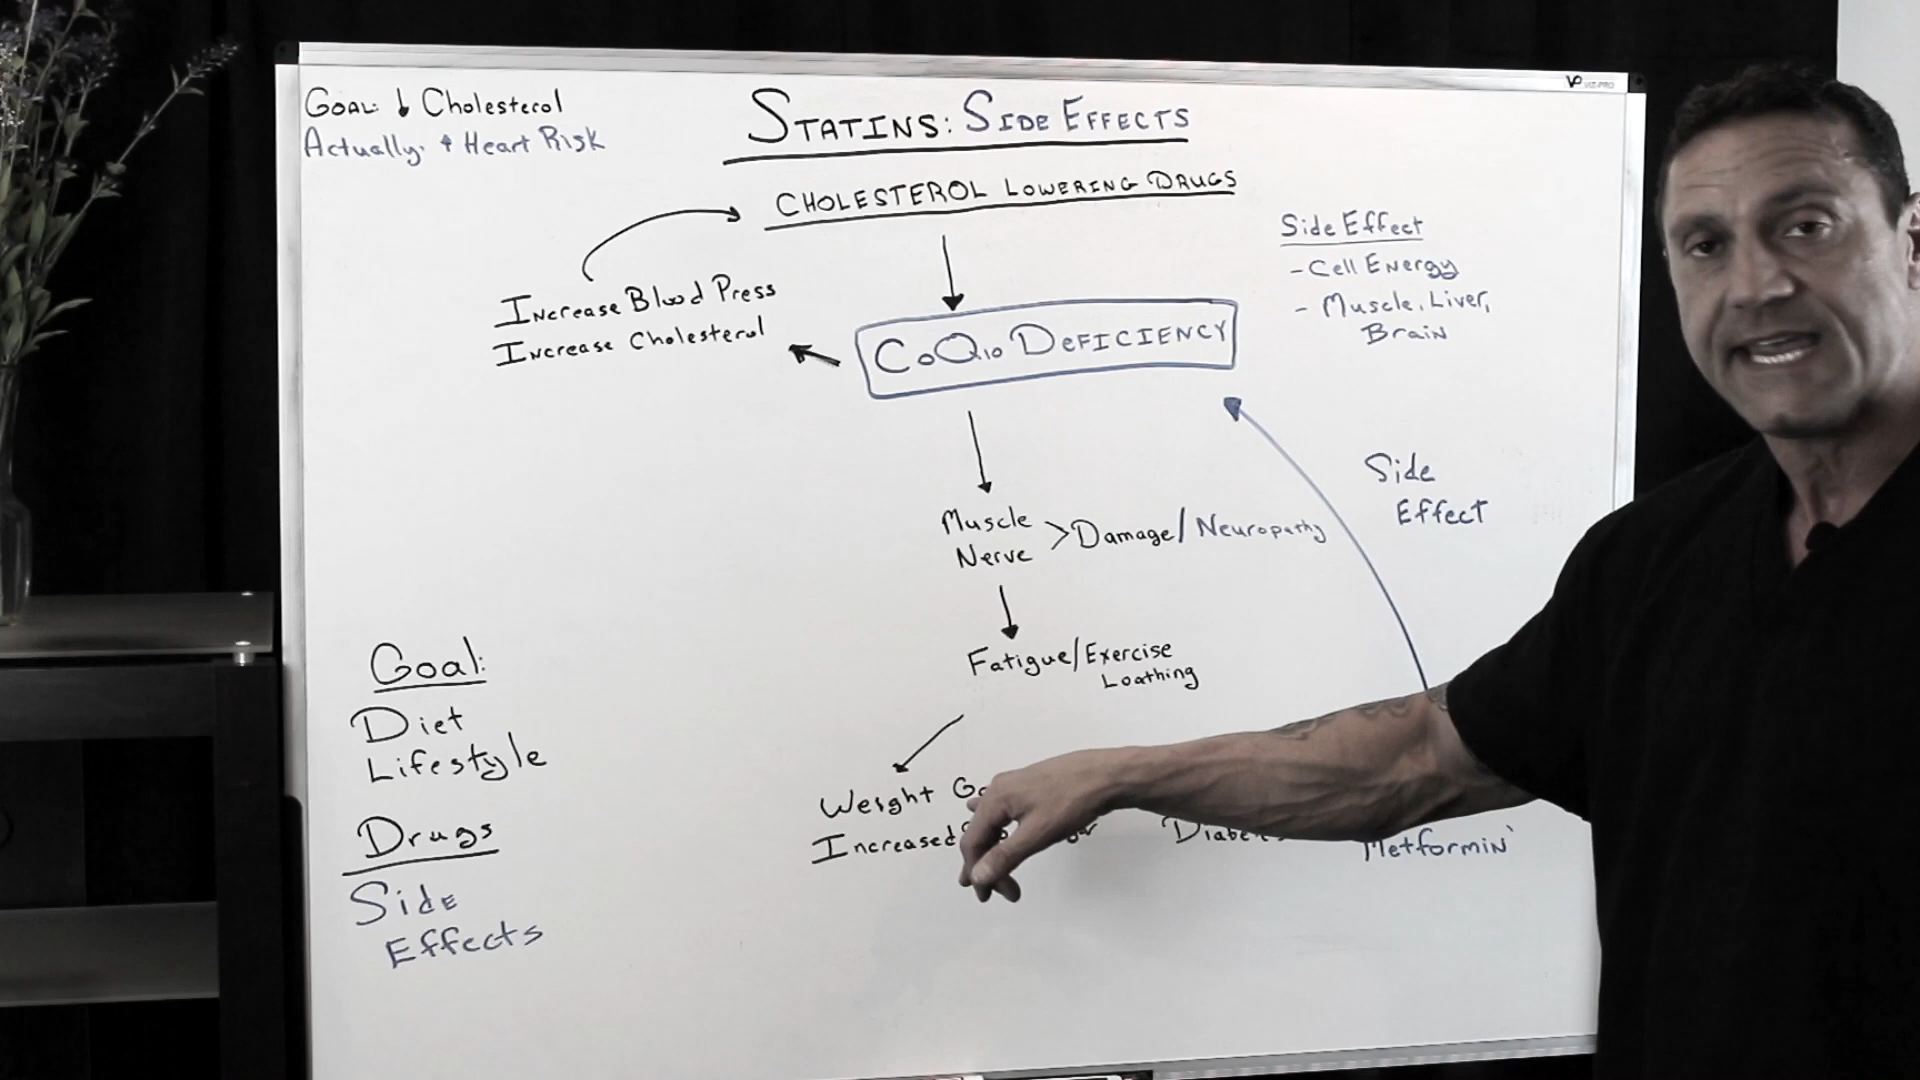 Goal: ↓ Cholesterol
Actually: ↑ Heart Risk
Statins: Side Effects
Cholesterol Lowering Drugs
Side Effect
- Cell Energy
- Muscle, Liver,
Brain
Increase Blood Press
Increase Cholesterol
CoQ10 Deficiency
Side
Effect
Muscle
Nerve > Damage/Neuropathy
Fatigue/Exercise
Loathing
Goal:
Diet
Lifestyle
Drugs
Side
Effects
Weight
Increased
Metformin
VIZ-PRO